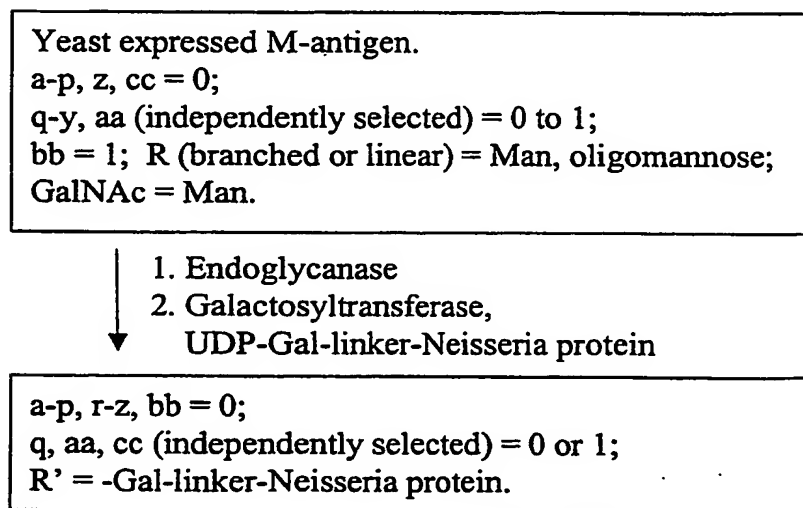 Yeast expressed M-antigen.
a-p, z, cc = 0;
q-y, aa (independently selected) = 0 to 1;
bb = 1; R (branched or linear) = Man, oligomannose;
GalNAc = Man.
1. Endoglycanase
2. Galactosyltransferase,
UDP-Gal-linker-Neisseria protein
a-p, r-z, bb = 0;
q, aa, cc (independently selected) = 0 or 1;
R' = -Gal-linker-Neisseria protein.